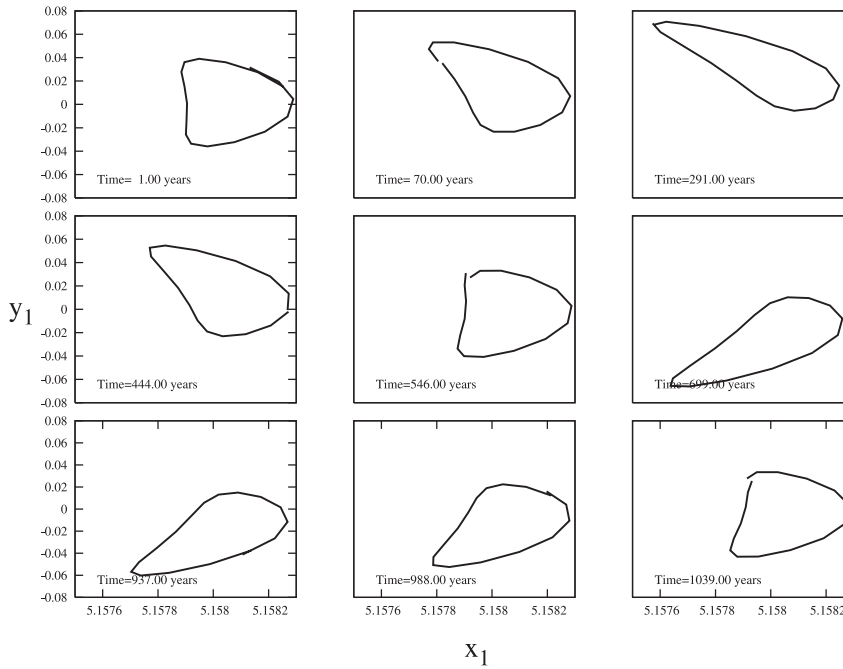 0.08
0.06
0.04
0.02
0
-0.02
-0.04
-0.06
-0.08
Time= 1.00 years
Time= 70.00 years
Time=291.00 years
0.08
0.06
0.04
0.02
0
-0.02
-0.04
-0.06
-0.08
y1
Time=444.00 years
Time=546.00 years
Time=699.00 years
0.08
0.06
0.04
0.02
0
-0.02
-0.04
-0.06
-0.08
Time=937.00 years
Time=988.00 years
Time=1039.00 years
5.1576 5.1578 5.158 5.1582
5.1576 5.1578 5.158 5.1582
5.1576 5.1578 5.158 5.1582
x1